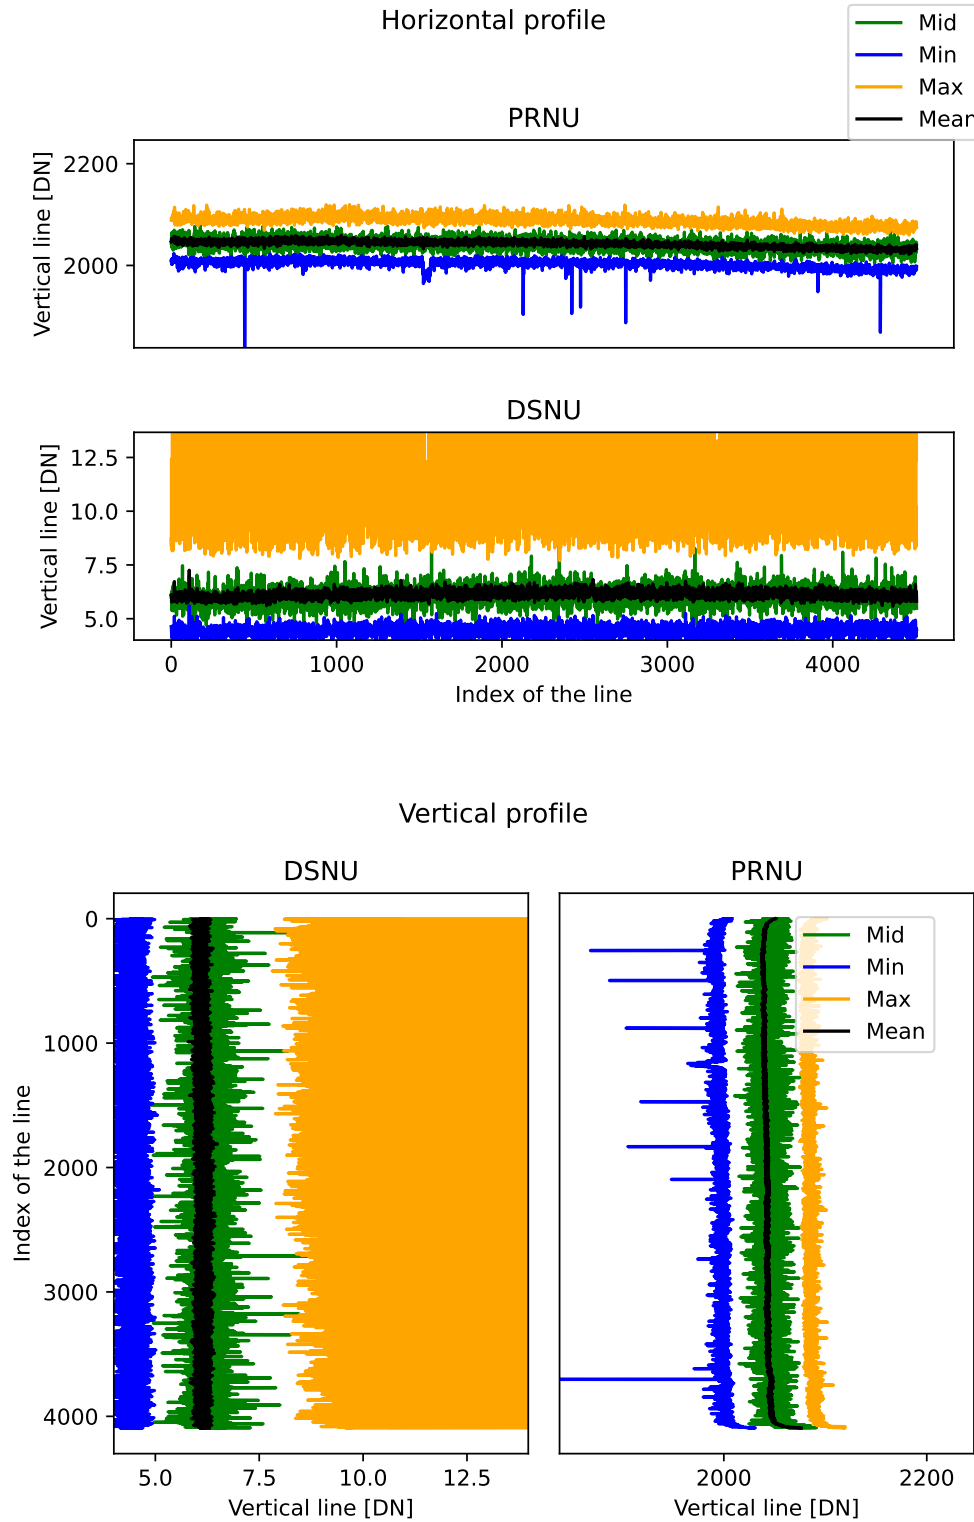 Horizontal profile
Mid
Min
Max
Mean
PRNU
2200
2000
Vertical line [DN]
DSNU
12.5
10.0
7.5
5.0
Vertical line [DN]
0 1000 2000 3000 4000
Index of the line
Vertical profile
DSNU
PRNU
0
1000
2000
3000
4000
Index of the line
Mid
Min
Max
Mean
5.0 7.5 10.0 12.5
2000 2200
Vertical line [DN]
Vertical line [DN]